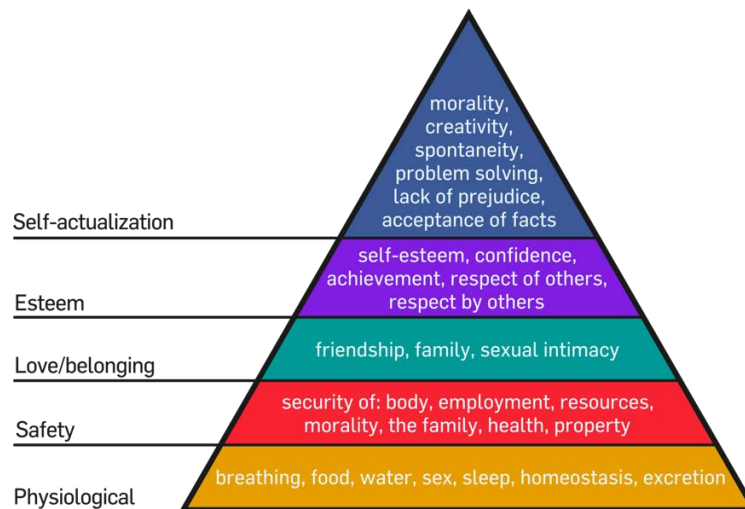 morality,
creativity,
spontaneity,
problem solving,
lack of prejudice,
acceptance of facts
Self-actualization
self-esteem, confidence,
achievement, respect of others,
respect by others
Esteem
friendship, family, sexual intimacy
Love/belonging
security of: body, employment, resources,
morality, the family, health, property
Safety
breathing, food, water, sex, sleep, homeostasis, excretion
Physiological